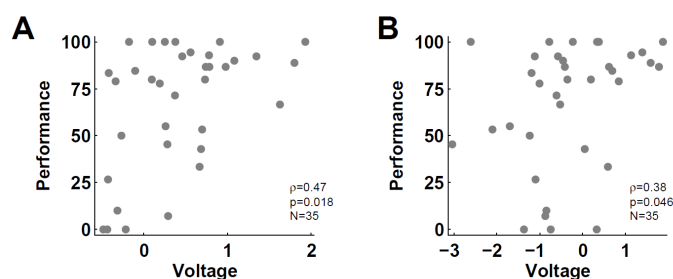 A
Performance
100
75
50
25
0
ρ=0.47
p=0.018
N=35
0 1 2
Voltage
B
Performance
100
75
50
25
0
ρ=0.38
p=0.046
N=35
−3 −2 −1 0 1
Voltage